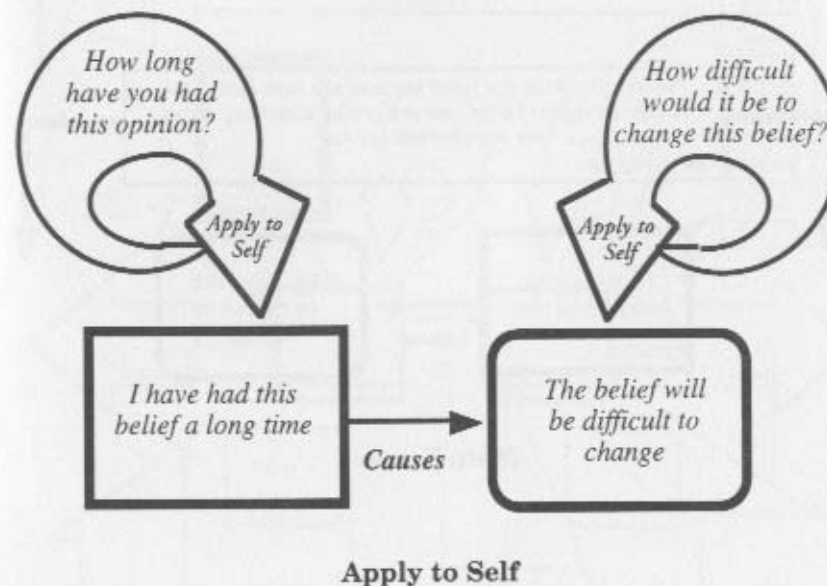 How long
have you had
this opinion?
How difficult
would it be to
change this belief?
Apply to
Self
Apply to
Self
I have had this
belief a long time
Causes
The belief will
be difficult to
change
Apply to Self